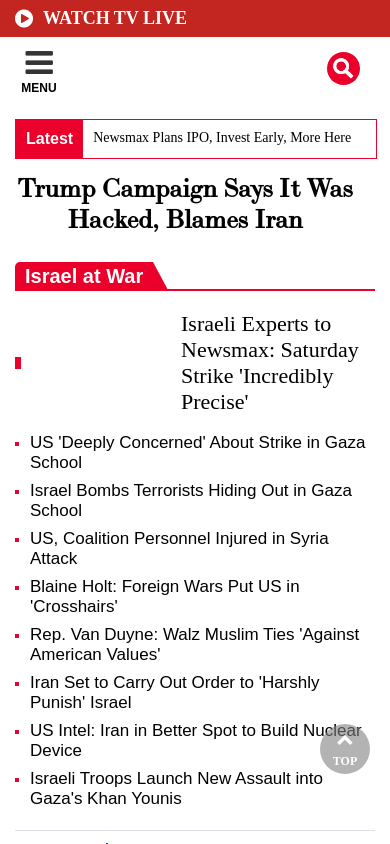 WATCH TV LIVE
MENU
Latest
Newsmax Plans IPO, Invest Early, More Here
Trump Campaign Says It Was
Hacked, Blames Iran
Israel at War
Israeli Experts to
Newsmax: Saturday
Strike 'Incredibly
Precise'
US 'Deeply Concerned' About Strike in Gaza
School
Israel Bombs Terrorists Hiding Out in Gaza
School
US, Coalition Personnel Injured in Syria
Attack
Blaine Holt: Foreign Wars Put US in
'Crosshairs'
Rep. Van Duyne: Walz Muslim Ties 'Against
American Values'
Iran Set to Carry Out Order to 'Harshly
Punish' Israel
US Intel: Iran in Better Spot to Build Nuclear
Device
TOP
Israeli Troops Launch New Assault into
Gaza's Khan Younis